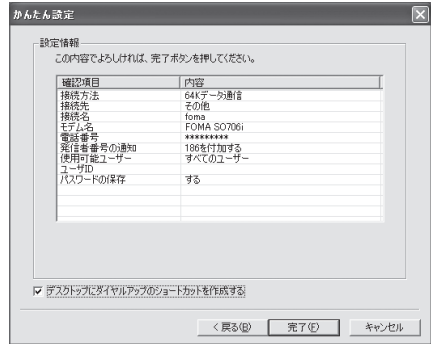 かんたん設定
設定情報
この内容でよろしければ、完了ボタンを押してください。
確認項目 内容
接続方法 64Kデータ通信
接続先 その他
接続名 foma
モデム名 FOMA SO706i
電話番号 *********
発信者番号の通知 186を付加する
使用可能ユーザー すべてのユーザー
ユーザID
パスワードの保存 する
デスクトップにダイヤルアップのショートカットを作成する
< 戻る(B) 完了(F) キャンセル